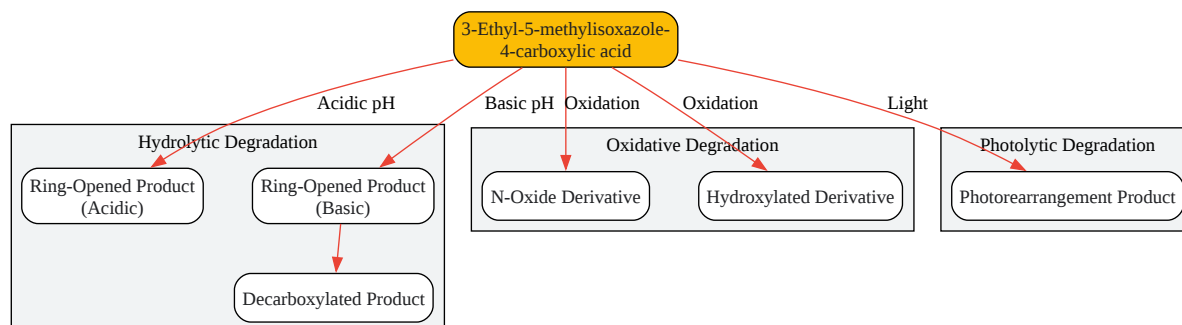 3-Ethyl-5-methylisoxazole-
4-carboxylic acid
Acidic pH
Basic pH
Oxidation
Oxidation
Light
Hydrolytic Degradation
Oxidative Degradation
Photolytic Degradation
Ring-Opened Product
(Acidic)
Ring-Opened Product
(Basic)
N-Oxide Derivative
Hydroxylated Derivative
Photorearrangement Product
Decarboxylated Product